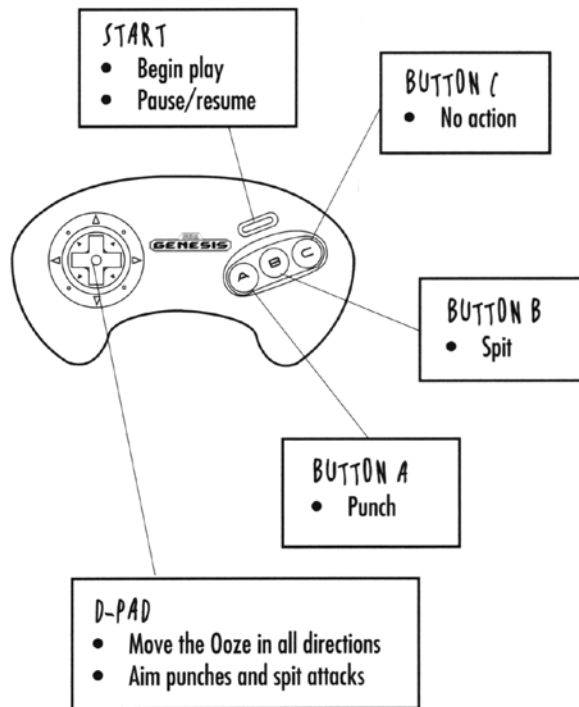 START
• Begin play
• Pause/resume
BUTTON C
• No action
SEGA
GENESIS
A B C
BUTTON B
• Spit
BUTTON A
• Punch
D-PAD
• Move the Ooze in all directions
• Aim punches and spit attacks